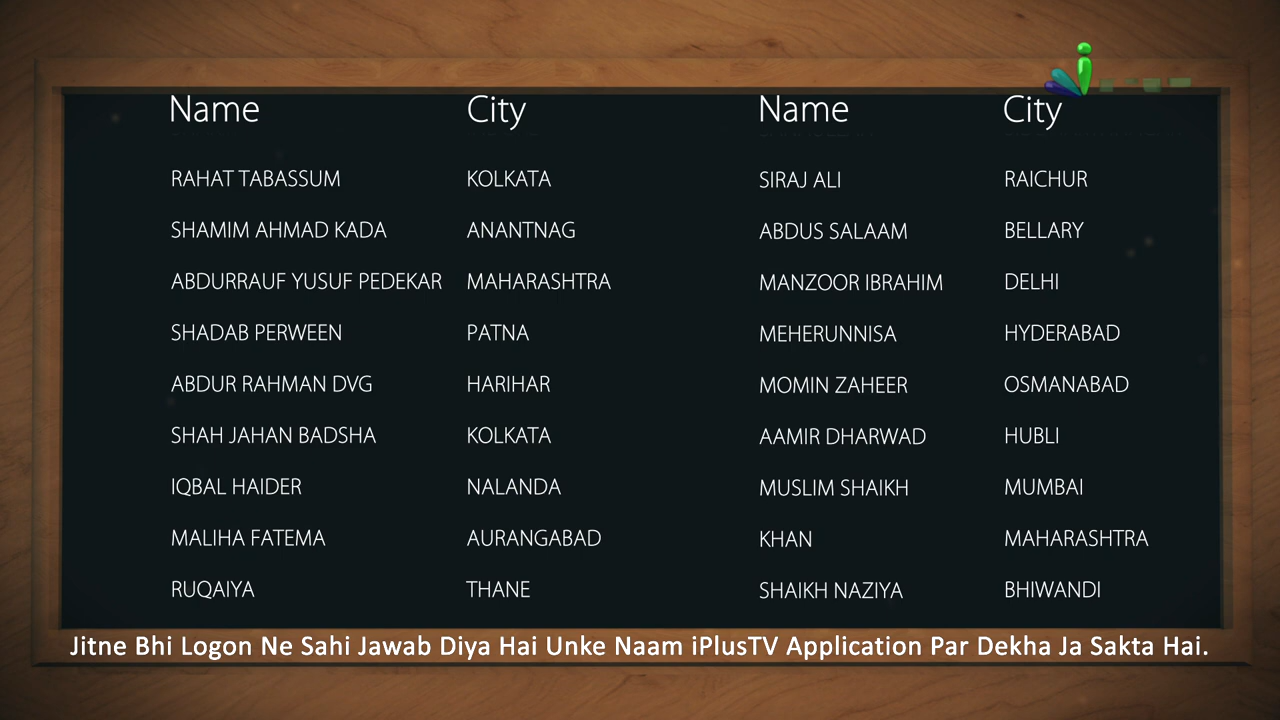 Name City Name City
RAHAT TABASSUM KOLKATA SIRAJ ALI RAICHUR
SHAMIM AHMAD KADA ANANTNAG ABDUS SALAAM BELLARY
ABDURRAUF YUSUF PEDEKAR MAHARASHTRA MANZOOR IBRAHIM DELHI
SHADAB PERWEEN PATNA MEHERUNNISA HYDERABAD
ABDUR RAHMAN DVG HARIHAR MOMIN ZAHEER OSMANABAD
SHAH JAHAN BADSHA KOLKATA AAMIR DHARWAD HUBLI
IQBAL HAIDER NALANDA MUSLIM SHAIKH MUMBAI
MALIHA FATEMA AURANGABAD KHAN MAHARASHTRA
RUQAIYA THANE SHAIKH NAZIYA BHIWANDI
Jitne Bhi Logon Ne Sahi Jawab Diya Hai Unke Naam iPlusTV Application Par Dekha Ja Sakta Hai.